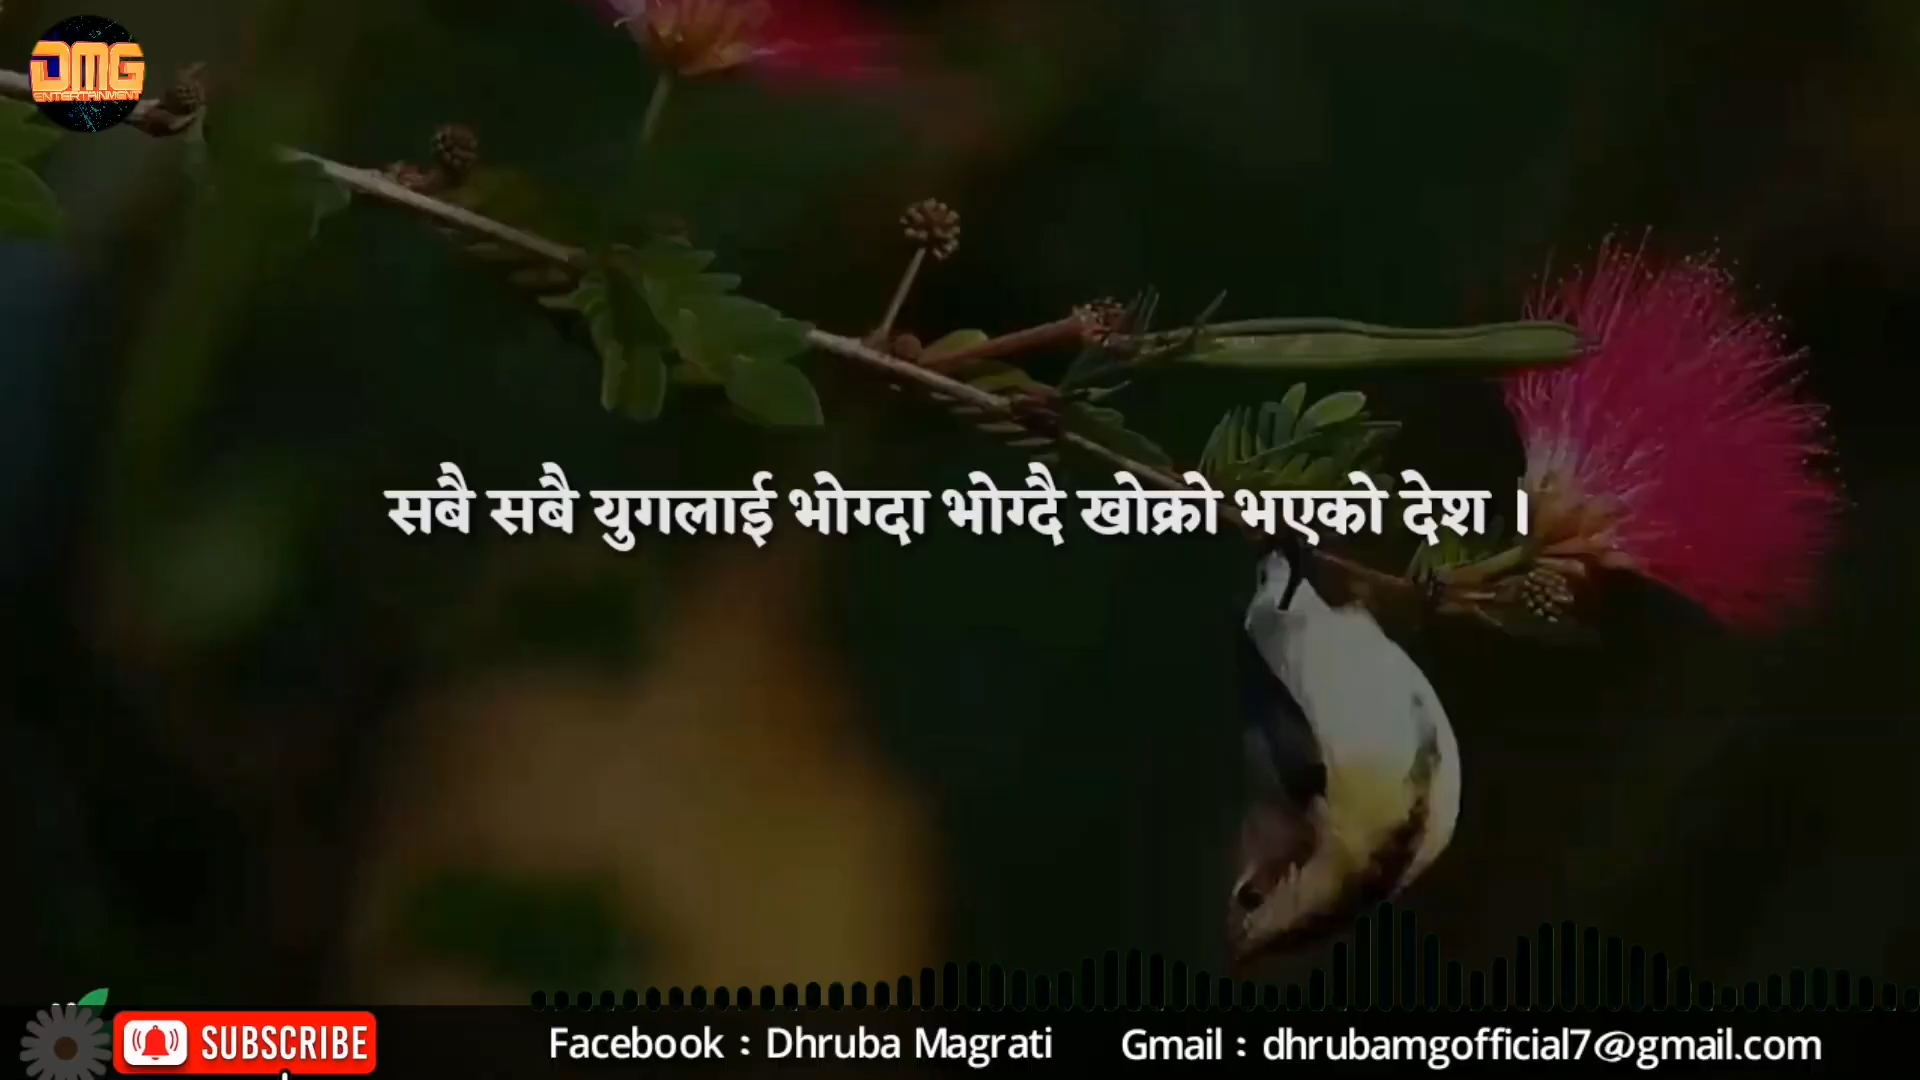 DMG
ENTERTAINMENT
सबै सबै युगलाई भोग्दा भोग्दै खोक्रो भएको देश ।
SUBSCRIBE
Facebook : Dhruba Magrati
Gmail : dhrubamgofficial7@gmail.com